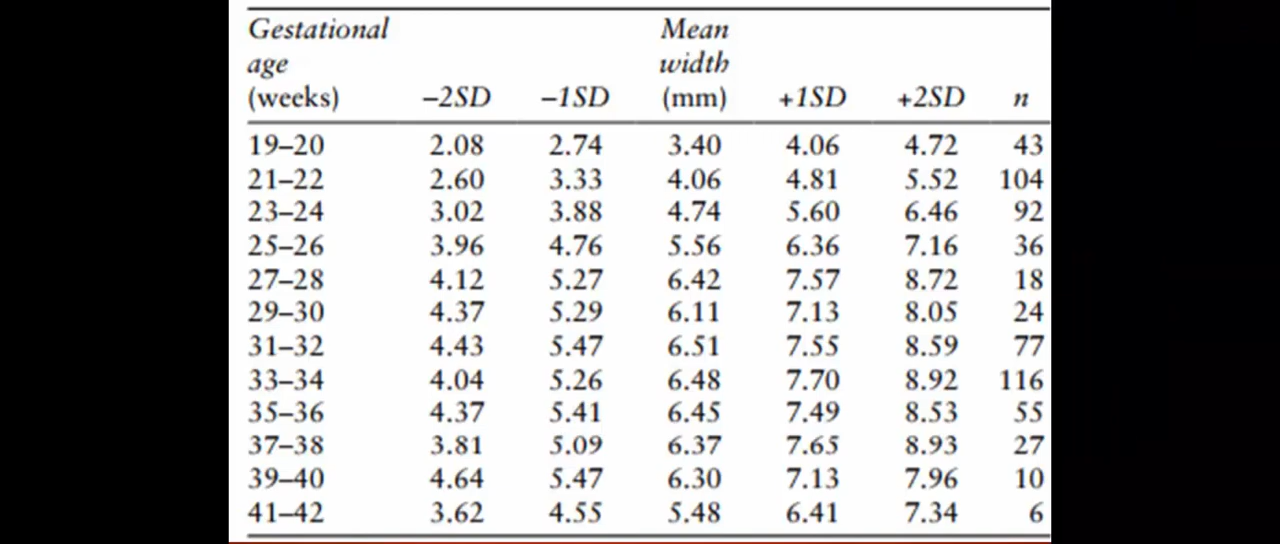 Gestational Mean
age width
(weeks) –2SD –1SD (mm) +1SD +2SD n
19–20 2.08 2.74 3.40 4.06 4.72 43
21–22 2.60 3.33 4.06 4.81 5.52 104
23–24 3.02 3.88 4.74 5.60 6.46 92
25–26 3.96 4.76 5.56 6.36 7.16 36
27–28 4.12 5.27 6.42 7.57 8.72 18
29–30 4.37 5.29 6.11 7.13 8.05 24
31–32 4.43 5.47 6.51 7.55 8.59 77
33–34 4.04 5.26 6.48 7.70 8.92 116
35–36 4.37 5.41 6.45 7.49 8.53 55
37–38 3.81 5.09 6.37 7.65 8.93 27
39–40 4.64 5.47 6.30 7.13 7.96 10
41–42 3.62 4.55 5.48 6.41 7.34 6